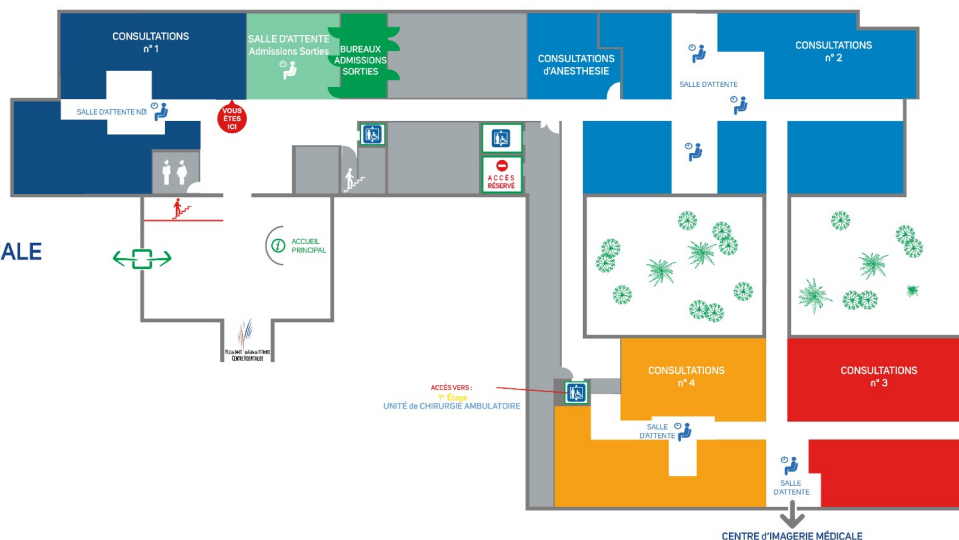 CONSULTATIONS
n° 1
SALLE D'ATTENTE
Admissions Sorties
BUREAUX
ADMISSIONS
SORTIES
CONSULTATIONS
d'ANESTHESIE
CONSULTATIONS
n° 2
SALLE D'ATTENTE
SALLE D'ATTENTE N°1
VOUS
ÊTES
ICI
ACCÈS
RÉSERVÉ
ALE
ACCUEIL
PRINCIPAL
CENTRE HOSPITALIER
ACCÈS VERS :
1er Étage
UNITÉ de CHIRURGIE AMBULATOIRE
CONSULTATIONS
n° 4
CONSULTATIONS
n° 3
SALLE
D'ATTENTE
SALLE
D'ATTENTE
CENTRE d'IMAGERIE MÉDICALE